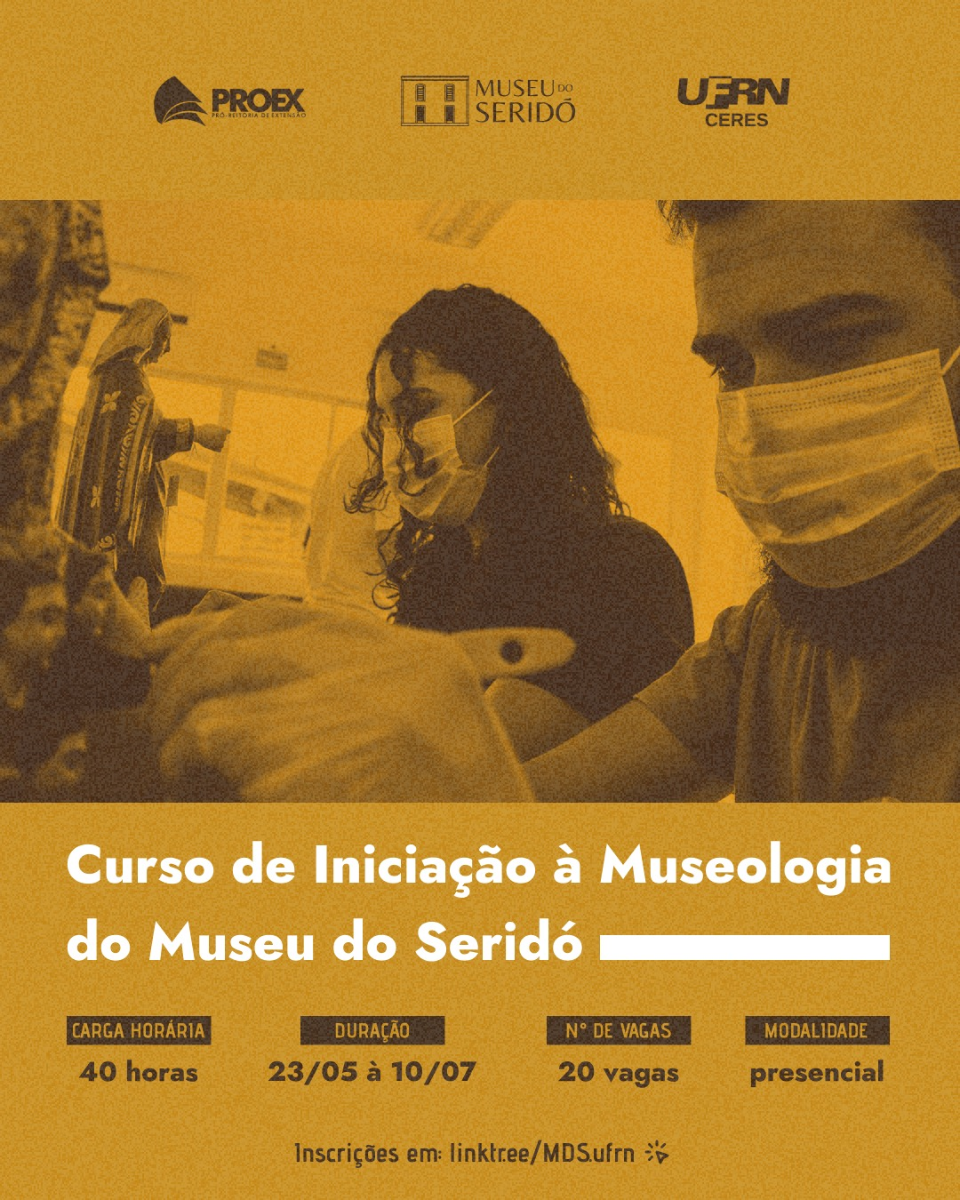 PROEX
PRÓ-REITORIA DE EXTENSÃO
MUSEU DO
SERIDÓ
UFRN
CERES
Curso de Iniciação à Museologia
do Museu do Seridó
CARGA HORÁRIA
40 horas
DURAÇÃO
23/05 à 10/07
Nº DE VAGAS
20 vagas
MODALIDADE
presencial
Inscrições em: linktr.ee/MDS.ufrn